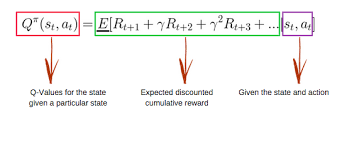 Q^π(s_t, a_t) = E[R_{t+1} + γR_{t+2} + γ²R_{t+3} + ...|s_t, a_t]
Q-Values for the state given a particular state
Expected discounted cumulative reward
Given the state and action